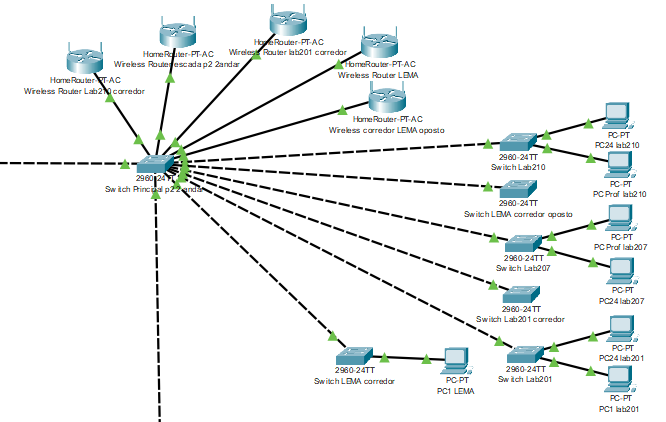 HomeRouter-PT-AC
Wireless Router lab201 corredor
HomeRouter-PT-AC
Wireless Router escada p2 2andar
HomeRouter-PT-AC
Wireless Router LEMA
HomeRouter-PT-AC
Wireless Router Lab210 corredor
HomeRouter-PT-AC
Wireless corredor LEMA oposto
PC-PT
PC24 lab210
2960-24TT
Switch Lab210
2960-24TT
Switch Principal p2 2andar
PC-PT
PC Prof lab210
2960-24TT
Switch LEMA corredor oposto
PC-PT
PC Prof lab207
2960-24TT
Switch Lab207
PC-PT
PC24 lab207
2960-24TT
Switch Lab201 corredor
PC-PT
PC24 lab201
2960-24TT
Switch LEMA corredor
PC-PT
PC1 LEMA
2960-24TT
Switch Lab201
PC-PT
PC1 lab201